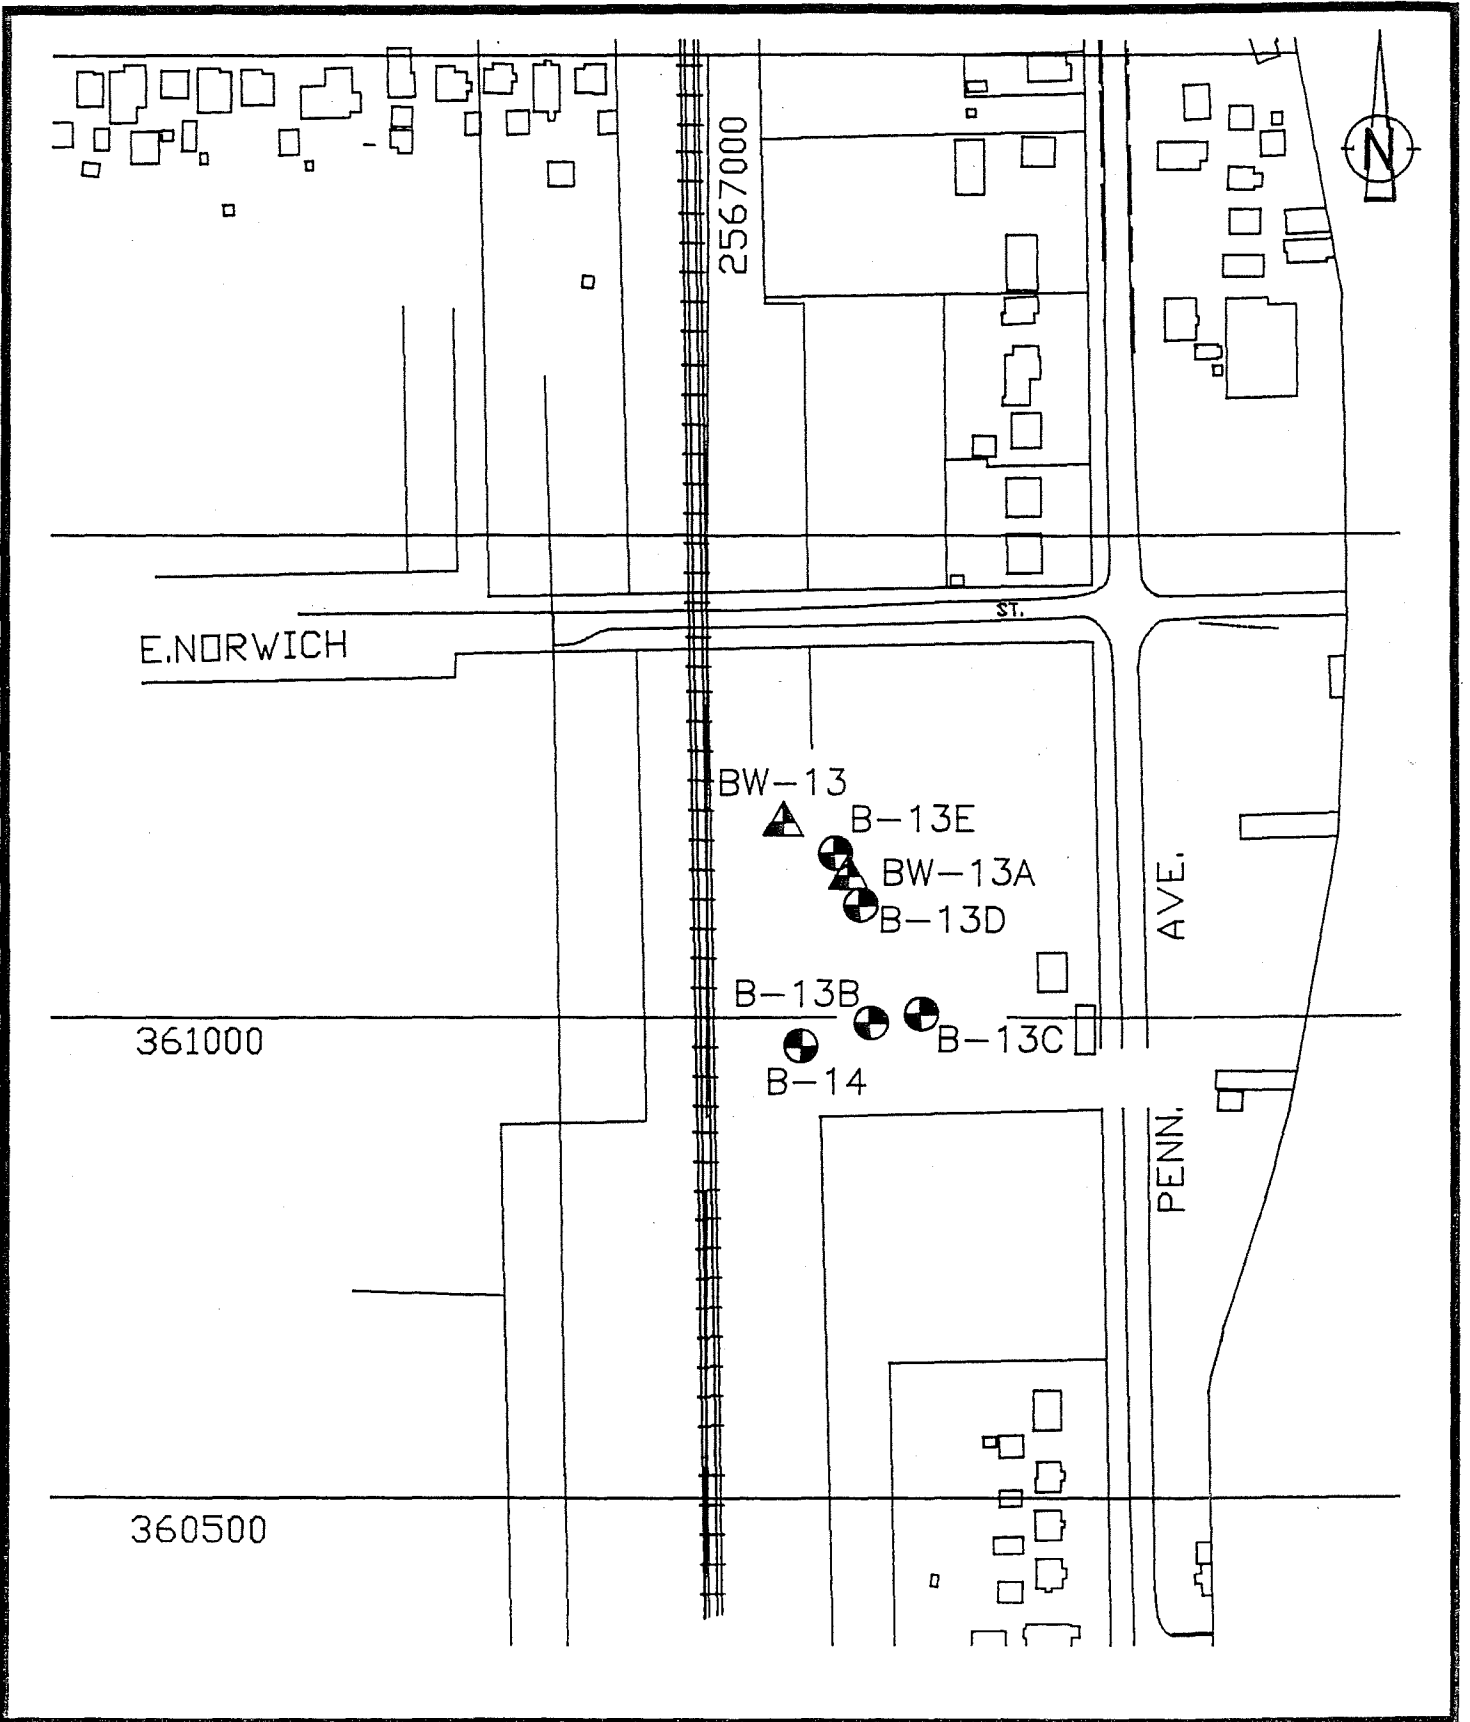 N
2567000
ST.
E.NORWICH
BW-13
B-13E
BW-13A
B-13D
AVE.
B-13B
B-13C
361000
B-14
PENN.
360500